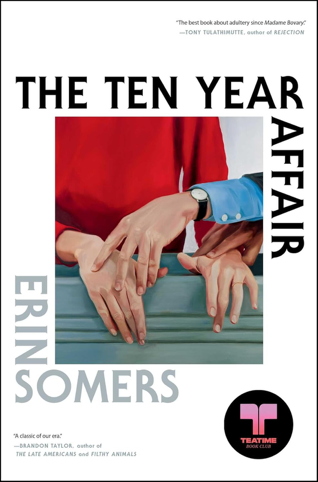 "The best book about adultery since Madame Bovary."
—TONY TULATHIMUTTE, author of REJECTION
THE TEN YEAR
AFFAIR
ERIN
SOMERS
"A classic of our era."
—BRANDON TAYLOR, author of
THE LATE AMERICANS and FILTHY ANIMALS
T
TEATIME
BOOK CLUB